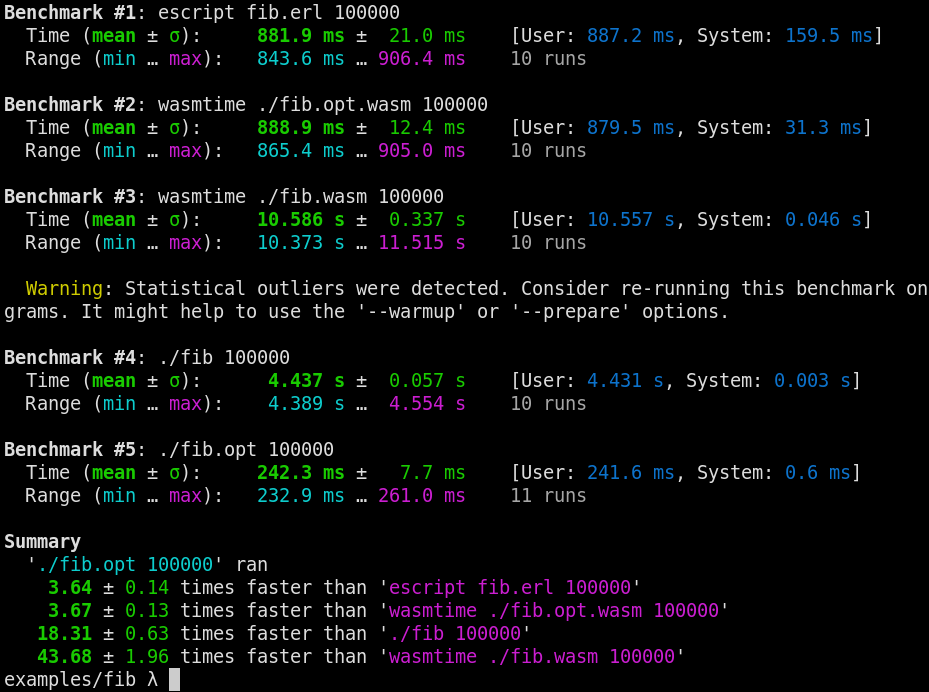 Benchmark #1: escript fib.erl 100000
  Time (mean ± σ):     881.9 ms ±  21.0 ms    [User: 887.2 ms, System: 159.5 ms]
  Range (min … max):   843.6 ms … 906.4 ms    10 runs

Benchmark #2: wasmtime ./fib.opt.wasm 100000
  Time (mean ± σ):     888.9 ms ±  12.4 ms    [User: 879.5 ms, System: 31.3 ms]
  Range (min … max):   865.4 ms … 905.0 ms    10 runs

Benchmark #3: wasmtime ./fib.wasm 100000
  Time (mean ± σ):     10.586 s ±  0.337 s    [User: 10.557 s, System: 0.046 s]
  Range (min … max):   10.373 s … 11.515 s    10 runs

  Warning: Statistical outliers were detected. Consider re-running this benchmark on
grams. It might help to use the '--warmup' or '--prepare' options.

Benchmark #4: ./fib 100000
  Time (mean ± σ):      4.437 s ±  0.057 s    [User: 4.431 s, System: 0.003 s]
  Range (min … max):    4.389 s …  4.554 s    10 runs

Benchmark #5: ./fib.opt 100000
  Time (mean ± σ):     242.3 ms ±   7.7 ms    [User: 241.6 ms, System: 0.6 ms]
  Range (min … max):   232.9 ms … 261.0 ms    11 runs

Summary
  './fib.opt 100000' ran
    3.64 ± 0.14 times faster than 'escript fib.erl 100000'
    3.67 ± 0.13 times faster than 'wasmtime ./fib.opt.wasm 100000'
   18.31 ± 0.63 times faster than './fib 100000'
   43.68 ± 1.96 times faster than 'wasmtime ./fib.wasm 100000'
examples/fib λ